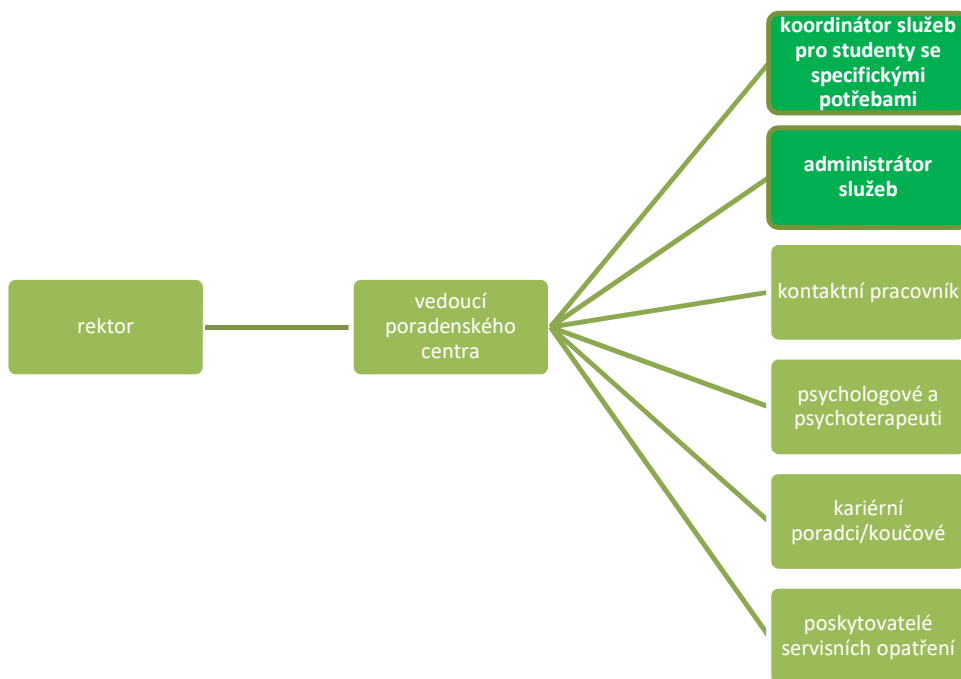 koordinátor služeb
pro studenty se
specifickými
potřebami
administrátor
služeb
rektor
vedoucí
poradenského
centra
kontaktní pracovník
psychologové a
psychoterapeuti
kariérní
poradci/koučové
poskytovatelé
servisních opatření